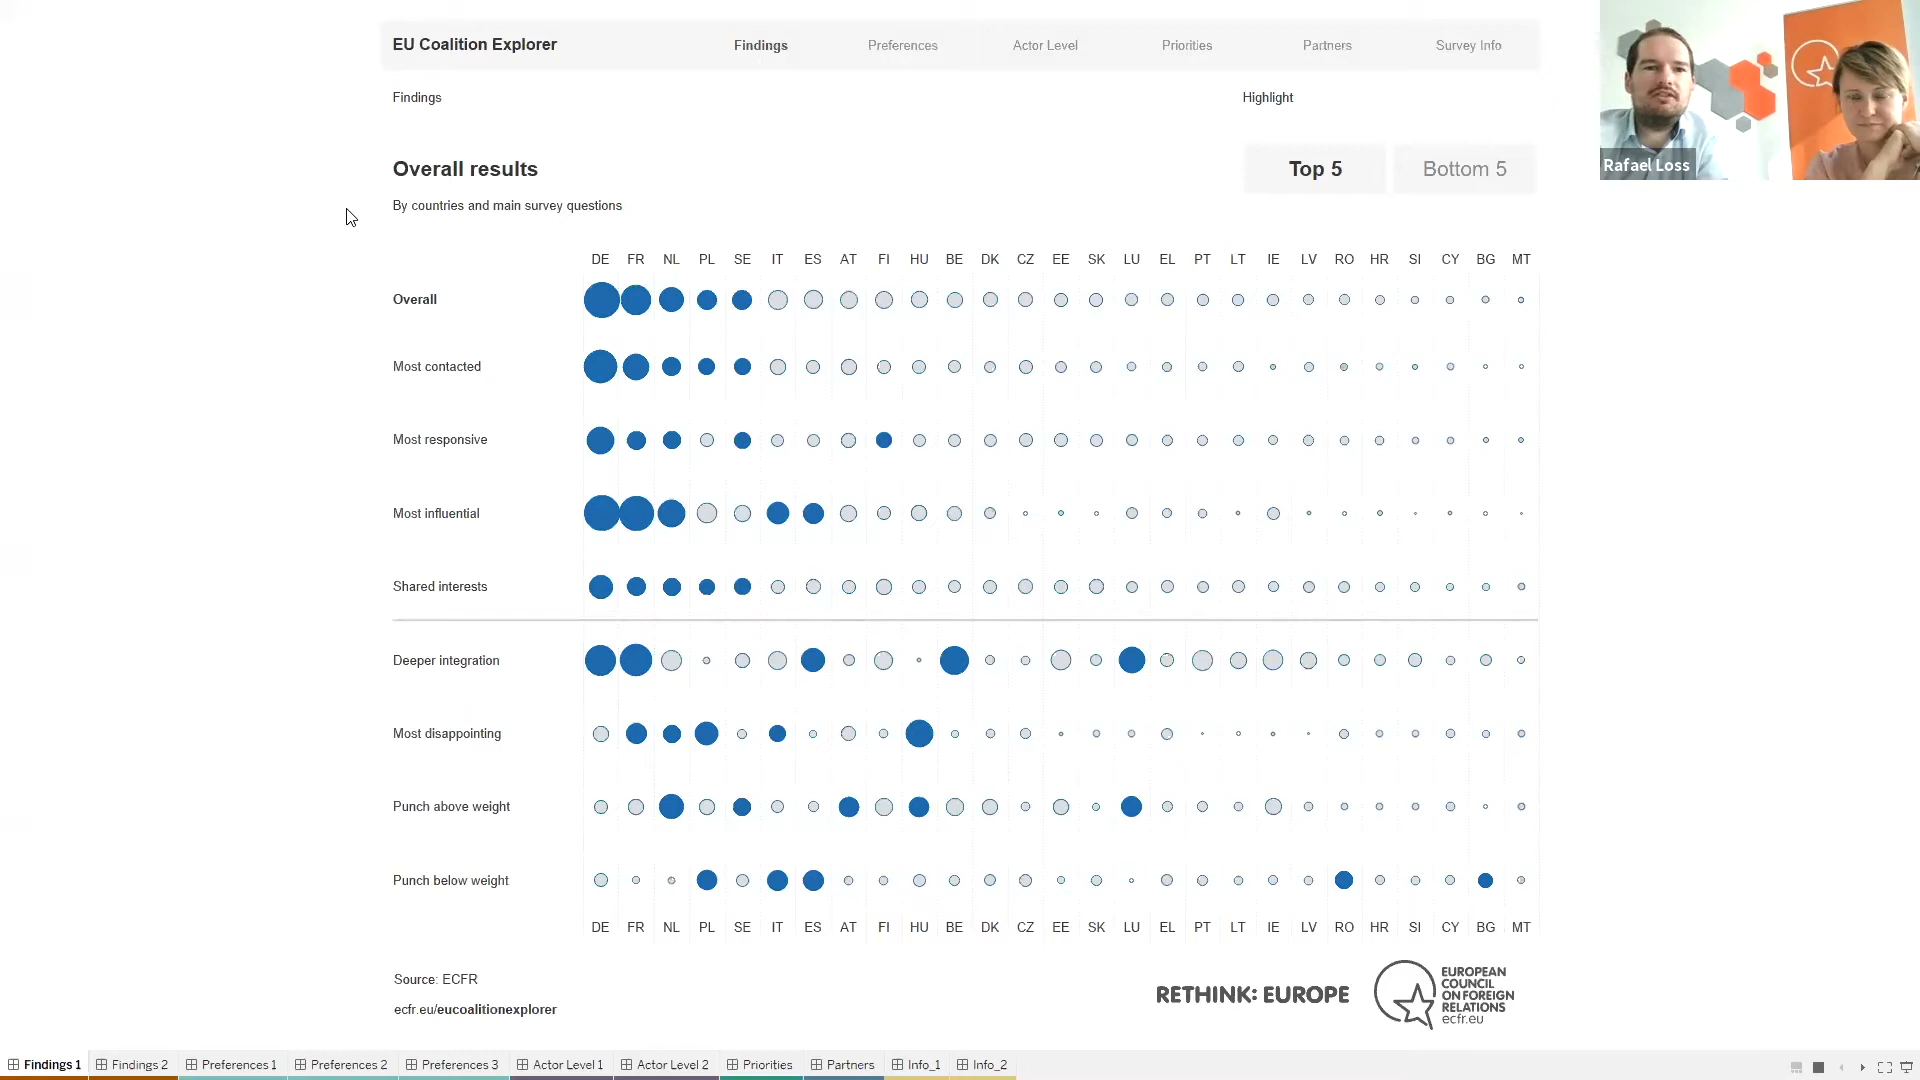 EU Coalition Explorer
Findings
Preferences
Actor Level
Priorities
Partners
Survey Info
Findings
Highlight
Overall results
Top 5
Bottom 5
By countries and main survey questions
DE FR NL PL SE IT ES AT FI HU BE DK CZ EE SK LU EL PT LT IE LV RO HR SI CY BG MT
Overall
Most contacted
Most responsive
Most influential
Shared interests
Deeper integration
Most disappointing
Punch above weight
Punch below weight
DE FR NL PL SE IT ES AT FI HU BE DK CZ EE SK LU EL PT LT IE LV RO HR SI CY BG MT
Source: ECFR
ecfr.eu/eucoalitionexplorer
RETHINK: EUROPE
EUROPEAN
COUNCIL
ON FOREIGN
RELATIONS
ecfr.eu
Rafael Loss
Findings 1
Findings 2
Preferences 1
Preferences 2
Preferences 3
Actor Level 1
Actor Level 2
Priorities
Partners
Info_1
Info_2